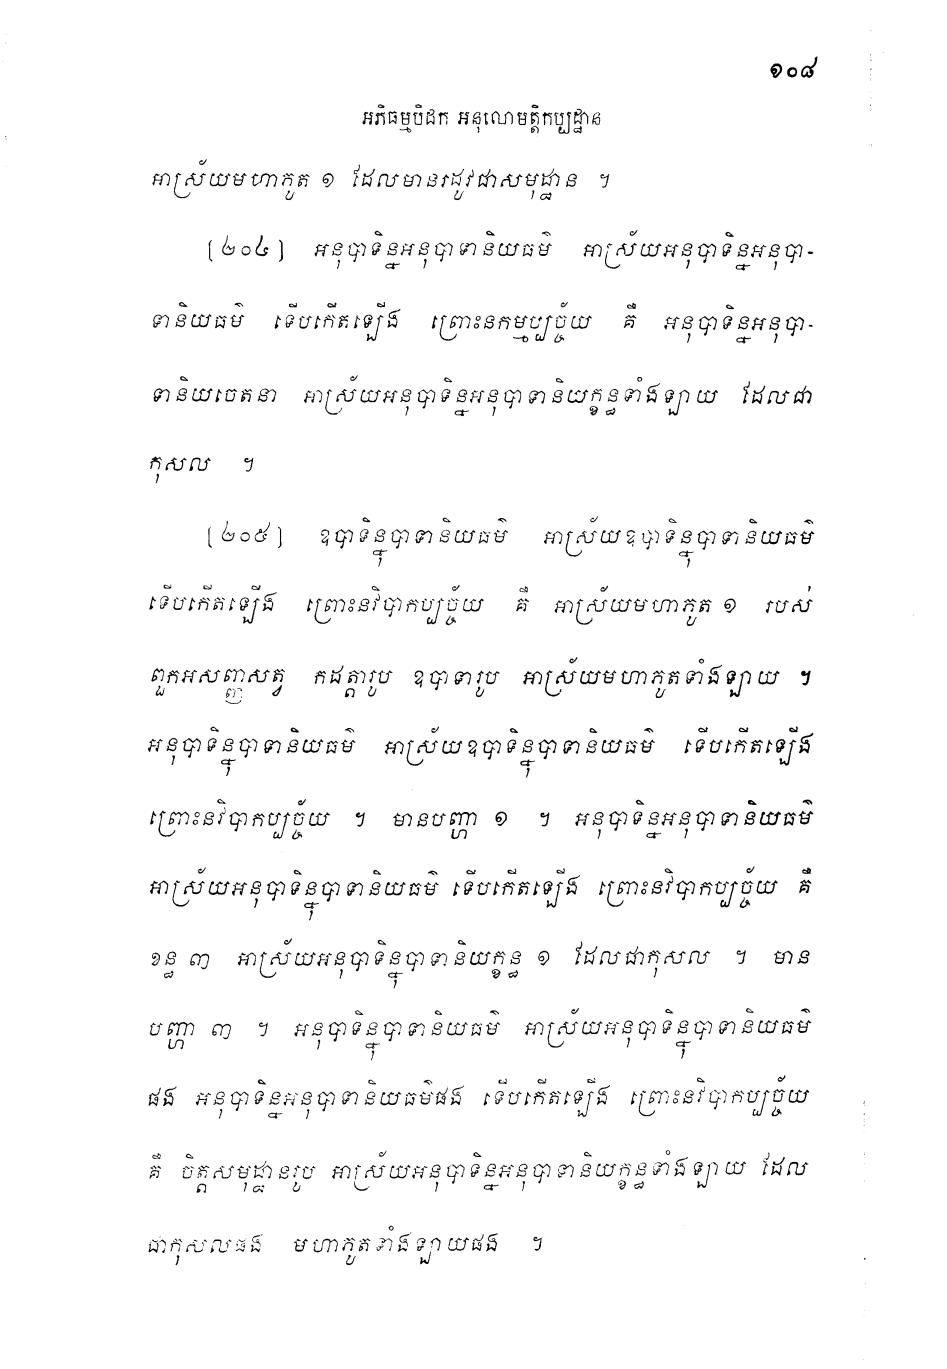 ១០៨
អភិធម្មបិដក អនុលោមត្តិកប្បដ្ឋាន
អាស្រ័យមហាភូត ១ ដែលមានរដូវជាសមុដ្ឋាន ។
[២០៤] អនុបាទិន្នអនុបាទានិយធម៌ អាស្រ័យអនុបាទិន្នអនុបា-
ទានិយធម៌ ទើបកើតឡើង ព្រោះនកម្មប្បច្ច័យ គឺ អនុបាទិន្នអនុបា-
ទានិយចេតនា អាស្រ័យអនុបាទិន្នអនុបាទានិយក្ខន្ធទាំងឡាយ ដែលជា
កុសល ។
[២០៥] ឧបាទិន្នុបាទានិយធម៌ អាស្រ័យឧបាទិន្នុបាទានិយធម៌
ទើបកើតឡើង ព្រោះនវិបាកប្បច្ច័យ គឺ អាស្រ័យមហាភូត ១ របស់
ពួកអសញ្ញសត្វ កដត្តារូប ឧបាទារូប អាស្រ័យមហាភូតទាំងឡាយ ។
អនុបាទិន្នុបាទានិយធម៌ អាស្រ័យឧបាទិន្នុបាទានិយធម៌ ទើបកើតឡើង
ព្រោះនវិបាកប្បច្ច័យ ។ មានបញ្ហា ១ ។ អនុបាទិន្នអនុបាទានិយធម៌
អាស្រ័យអនុបាទិន្នុបាទានិយធម៌ ទើបកើតឡើង ព្រោះនវិបាកប្បច្ច័យ គឺ
ខន្ធ ៣ អាស្រ័យអនុបាទិន្នុបាទានិយក្ខន្ធ ១ ដែលជាកុសល ។ មាន
បញ្ហា ៣ ។ អនុបាទិន្នុបាទានិយធម៌ អាស្រ័យអនុបាទិន្នុបាទានិយធម៌
ផង អនុបាទិន្នអនុបាទានិយធម៌ផង ទើបកើតឡើង ព្រោះនវិបាកប្បច្ច័យ
គឺ ចិត្តសមុដ្ឋានរូប អាស្រ័យអនុបាទិន្នអនុបាទានិយក្ខន្ធទាំងឡាយ ដែល
ជាកុសលផង មហាភូតទាំងឡាយផង ។